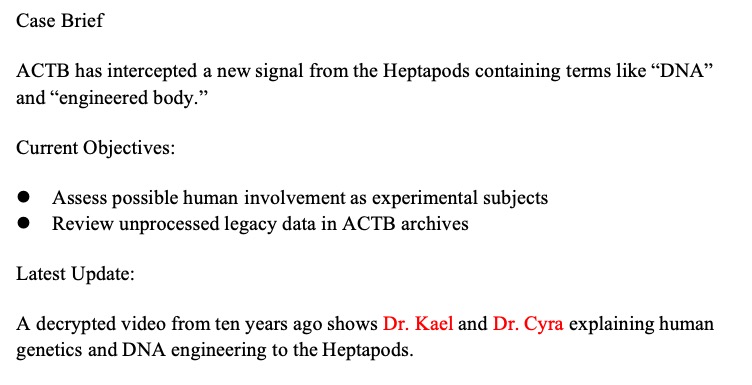 Case Brief
ACTB has intercepted a new signal from the Heptapods containing terms like “DNA”
and “engineered body.”
Current Objectives:
● Assess possible human involvement as experimental subjects
● Review unprocessed legacy data in ACTB archives
Latest Update:
A decrypted video from ten years ago shows Dr. Kael and Dr. Cyra explaining human
genetics and DNA engineering to the Heptapods.